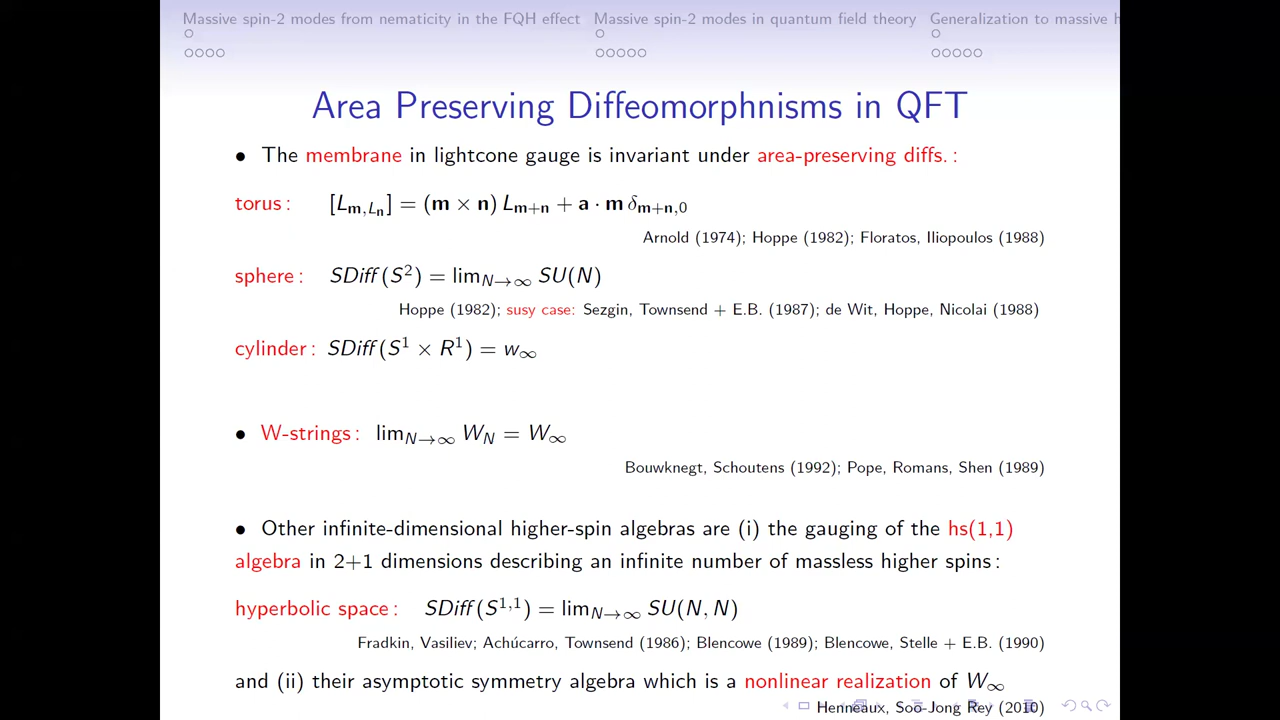 Massive spin-2 modes from nematicity in the FQH effect Massive spin-2 modes in quantum field theory Generalization to massive h
Area Preserving Diffeomorphnisms in QFT
• The membrane in lightcone gauge is invariant under area-preserving diffs. :
torus : [L_{m,L_n}] = (m × n) L_{m+n} + a · m δ_{m+n,0}
Arnold (1974); Hoppe (1982); Floratos, Iliopoulos (1988)
sphere : SDiff(S²) = lim_{N→∞} SU(N)
Hoppe (1982); susy case: Sezgin, Townsend + E.B. (1987); de Wit, Hoppe, Nicolai (1988)
cylinder : SDiff(S¹ × R¹) = w_∞
• W-strings : lim_{N→∞} W_N = W_∞
Bouwknegt, Schoutens (1992); Pope, Romans, Shen (1989)
• Other infinite-dimensional higher-spin algebras are (i) the gauging of the hs(1,1)
algebra in 2+1 dimensions describing an infinite number of massless higher spins :
hyperbolic space : SDiff(S^{1,1}) = lim_{N→∞} SU(N, N)
Fradkin, Vasiliev; Achúcarro, Townsend (1986); Blencowe (1989); Blencowe, Stelle + E.B. (1990)
and (ii) their asymptotic symmetry algebra which is a nonlinear realization of W_∞
Henneaux, Soo-Jong Rey (2010)